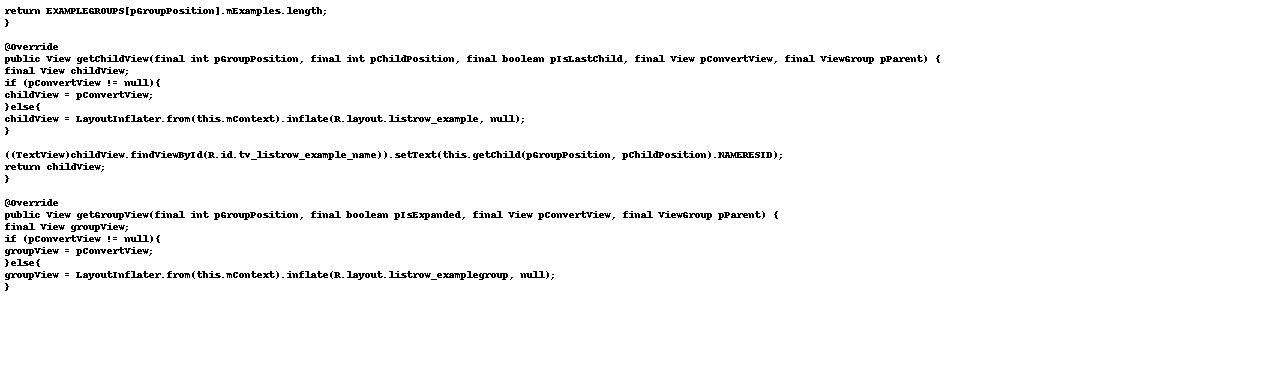 return EXAMPLEGROUPS[pGroupPosition].mExamples.length;
}
@Override
public View getChildView(final int pGroupPosition, final int pChildPosition, final boolean pIsLastChild, final View pConvertView, final ViewGroup pParent) {
final View childView;
if (pConvertView != null){
childView = pConvertView;
}else{
childView = LayoutInflater.from(this.mContext).inflate(R.layout.listrow_example, null);
}
((TextView)childView.findViewById(R.id.tv_listrow_example_name)).setText(this.getChild(pGroupPosition, pChildPosition).NAMERESID);
return childView;
}
@Override
public View getGroupView(final int pGroupPosition, final boolean pIsExpanded, final View pConvertView, final ViewGroup pParent) {
final View groupView;
if (pConvertView != null){
groupView = pConvertView;
}else{
groupView = LayoutInflater.from(this.mContext).inflate(R.layout.listrow_examplegroup, null);
}